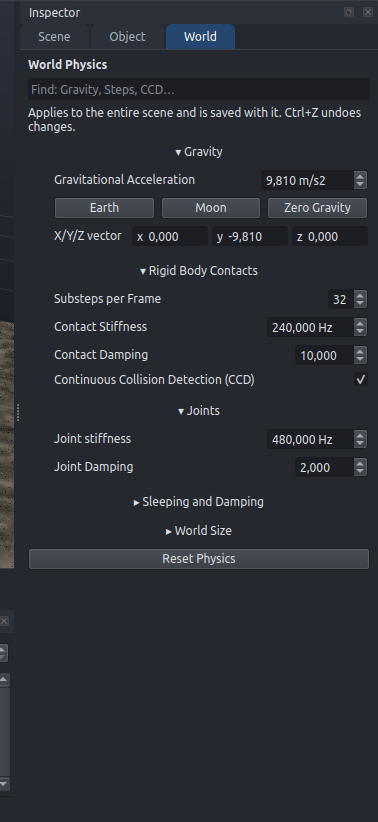 Inspector
Scene Object World
World Physics
Find: Gravity, Steps, CCD...
Applies to the entire scene and is saved with it. Ctrl+Z undoes
changes.
▾ Gravity
Gravitational Acceleration 9,810 m/s2
Earth Moon Zero Gravity
X/Y/Z vector x 0,000 y -9,810 z 0,000
▾ Rigid Body Contacts
Substeps per Frame 32
Contact Stiffness 240,000 Hz
Contact Damping 10,000
Continuous Collision Detection (CCD) ✓
▾ Joints
Joint stiffness 480,000 Hz
Joint Damping 2,000
▸ Sleeping and Damping
▸ World Size
Reset Physics